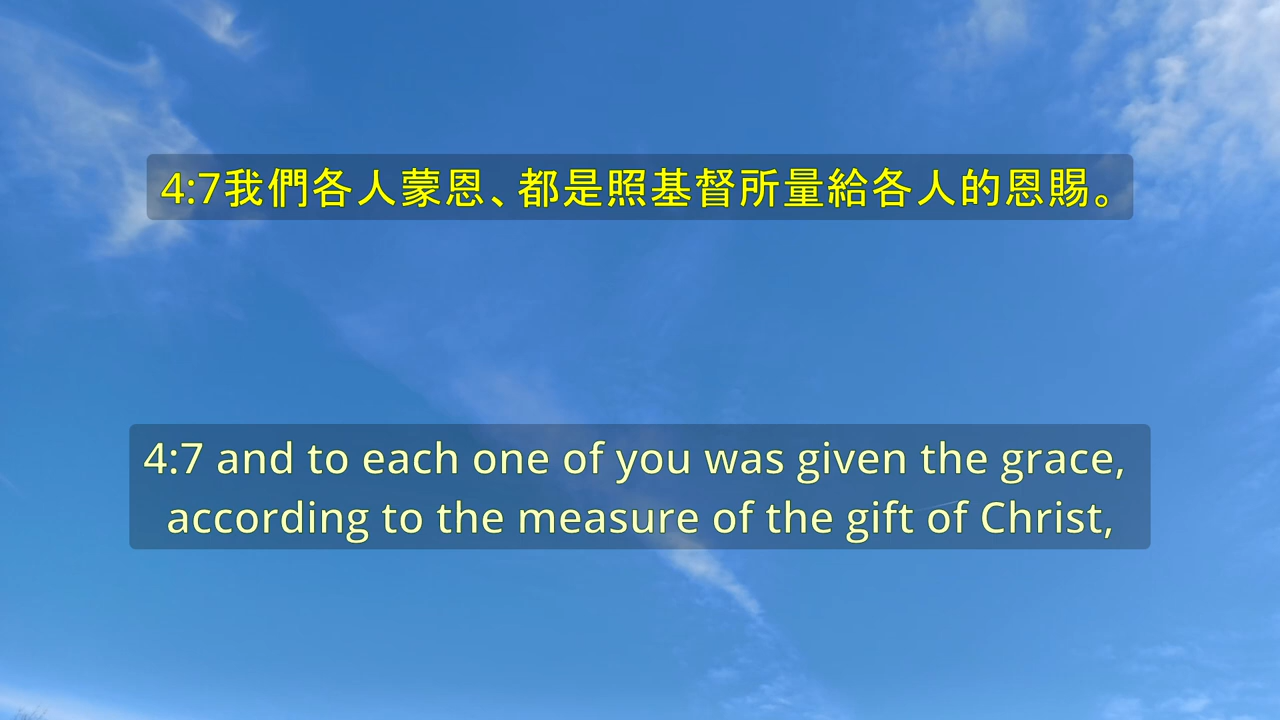 4:7我們各人蒙恩、都是照基督所量給各人的恩賜。
4:7 and to each one of you was given the grace,
according to the measure of the gift of Christ,